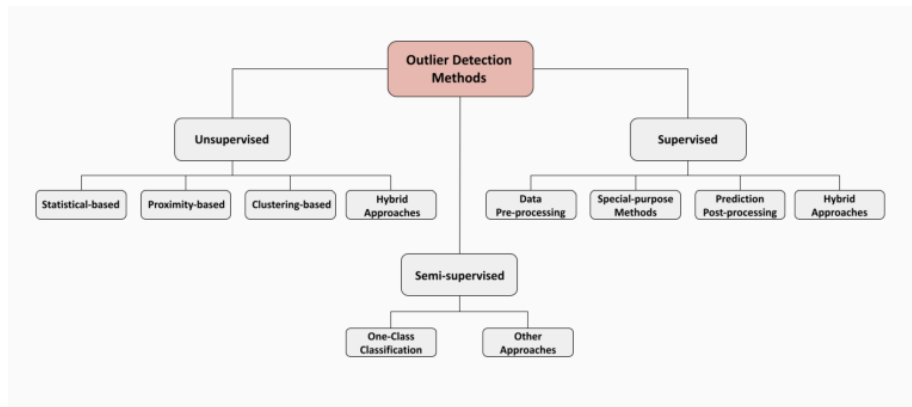 Outlier Detection
Methods
Unsupervised
Supervised
Statistical-based
Proximity-based
Clustering-based
Hybrid
Approaches
Data
Pre-processing
Special-purpose
Methods
Prediction
Post-processing
Hybrid
Approaches
Semi-supervised
One-Class
Classification
Other
Approaches